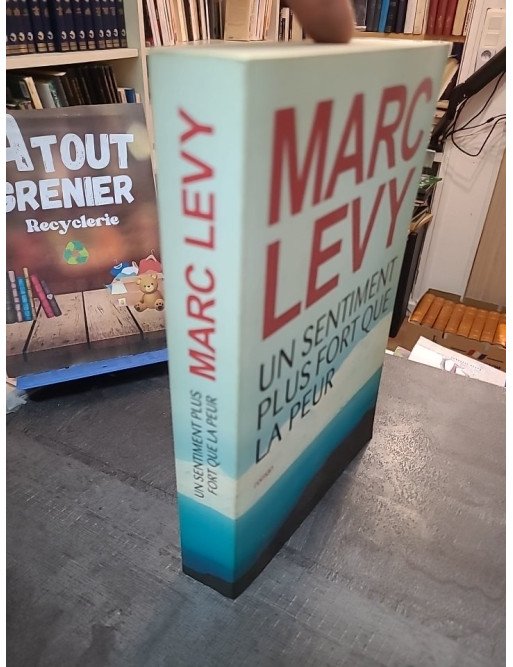 A TOUT
GRENIER
Recyclerie
MARC LEVY
UN SENTIMENT PLUS
FORT QUE LA PEUR
MARC
LEVY
UN SENTIMENT
PLUS FORT QUE
LA PEUR